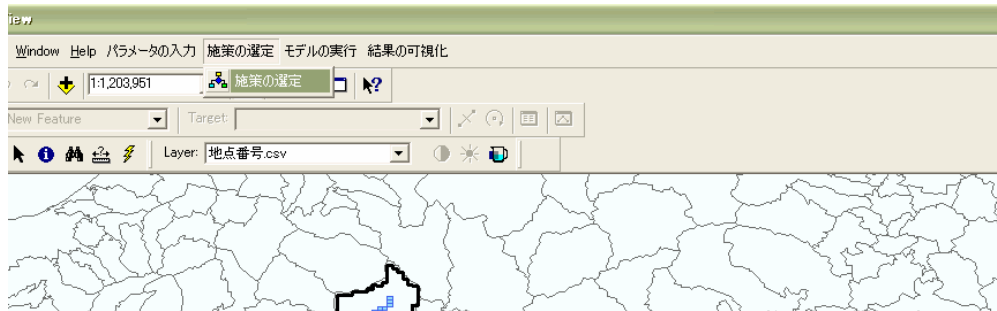 iew
Window Help パラメータの入力 施策の選定 モデルの実行 結果の可視化
1:1,203,951
施策の選定
New Feature Target:
Layer: 地点番号.csv